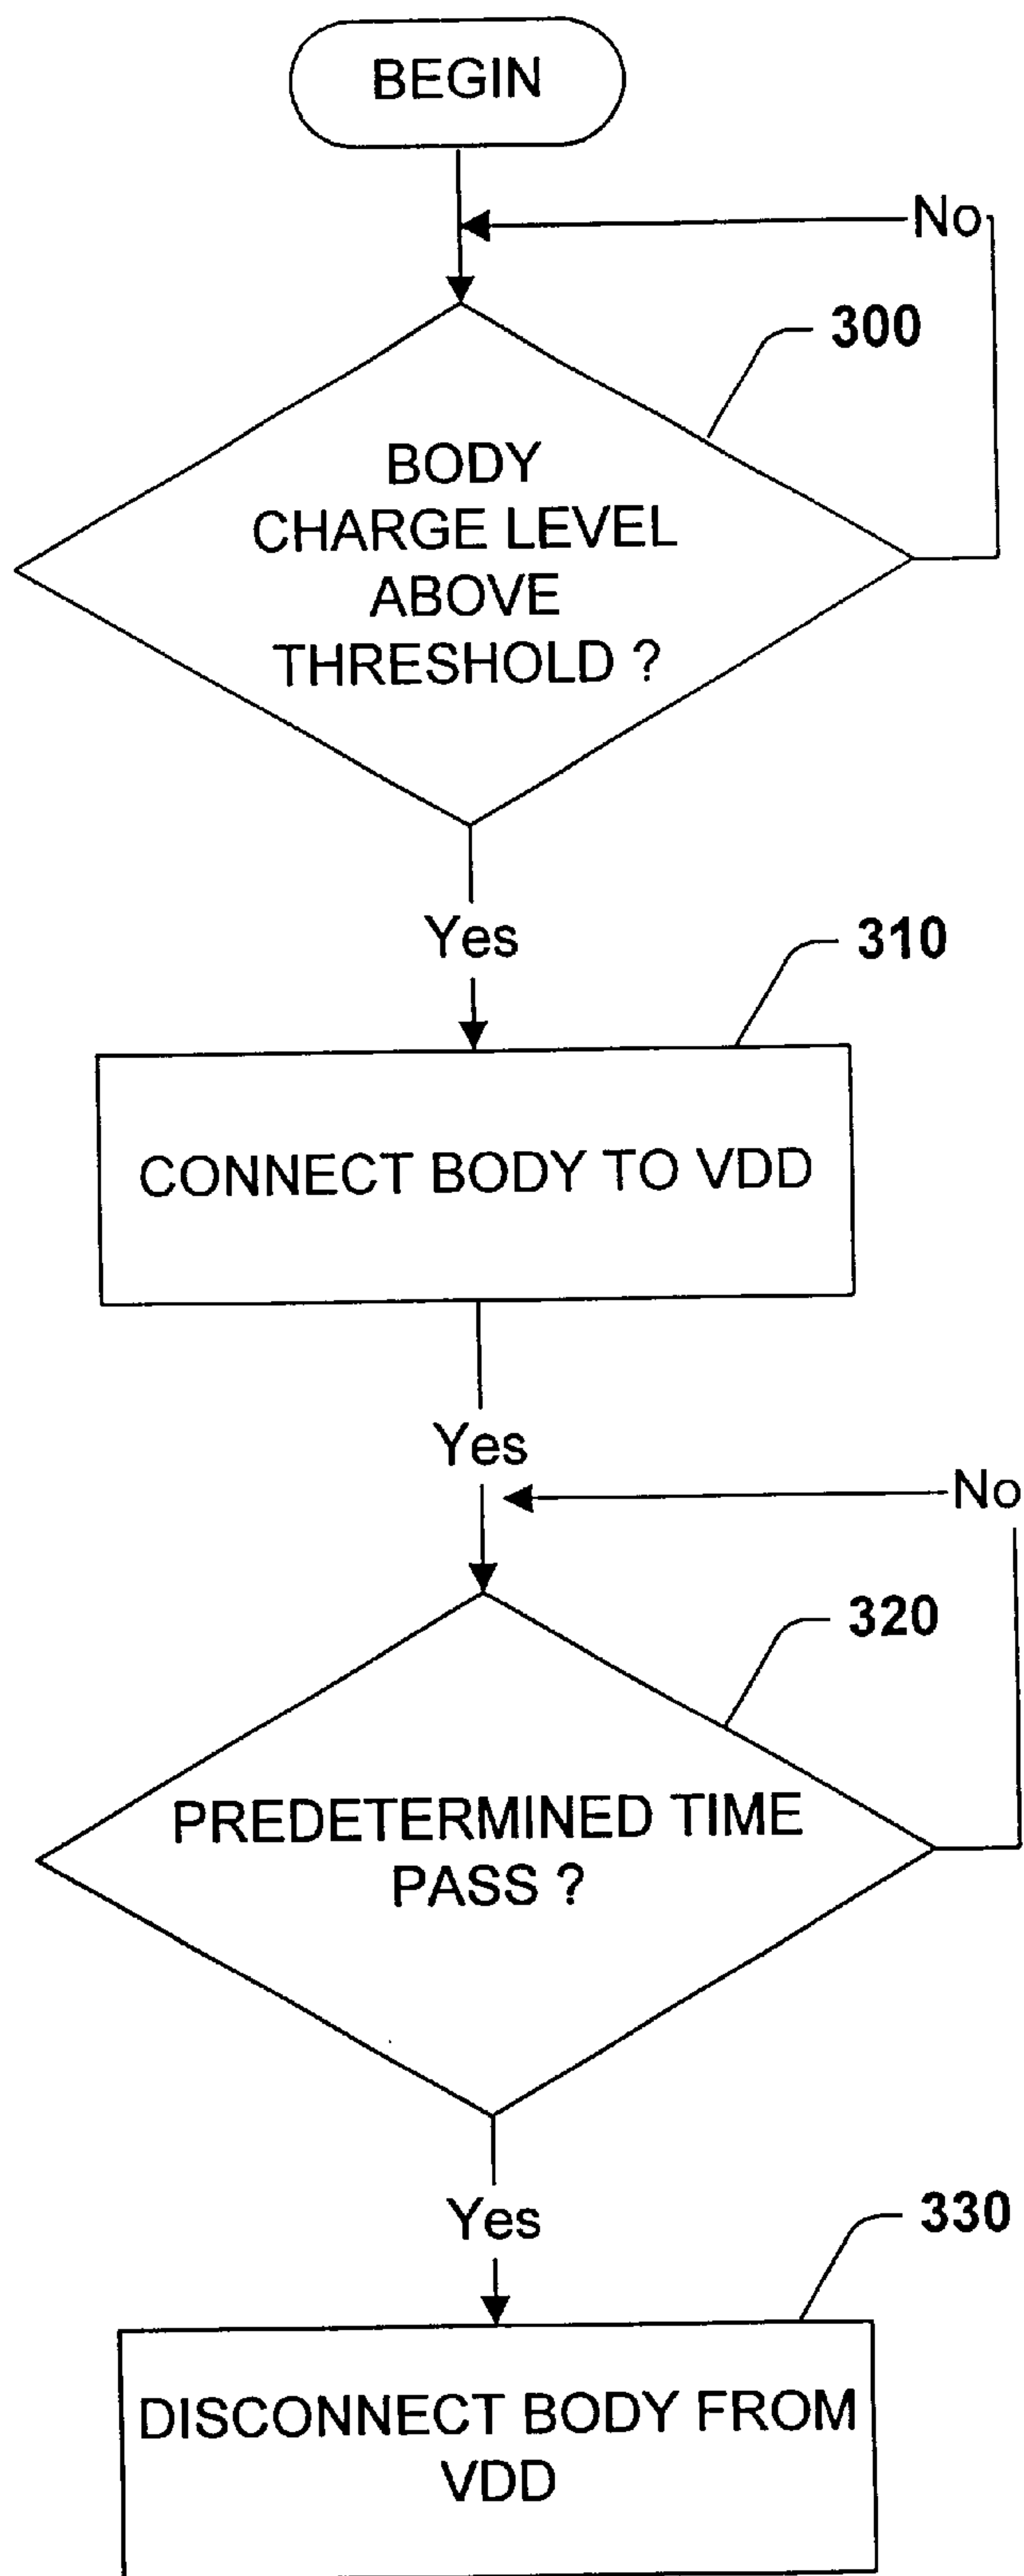 BEGIN
No
300
BODY
CHARGE LEVEL
ABOVE
THRESHOLD ?
Yes
310
CONNECT BODY TO VDD
Yes
No
320
PREDETERMINED TIME
PASS ?
Yes
330
DISCONNECT BODY FROM
VDD